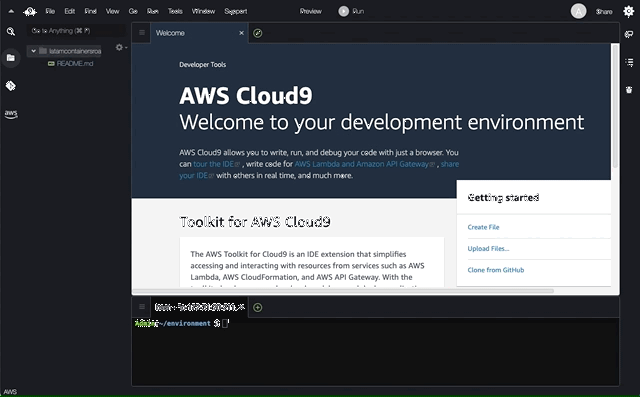 File Edit Find View Go Run Tools Window Support Preview Run
A Share
Go to Anything (⌘ P)
Welcome
README.md
aws
Developer Tools
AWS Cloud9
Welcome to your development environment
AWS Cloud9 allows you to write, run, and debug your code with just a browser. You
can tour the IDE , write code for AWS Lambda and Amazon API Gateway , share
your IDE with others in real time, and much more.
Getting started
Create File
Upload Files...
Clone from GitHub
Toolkit for AWS Cloud9
The AWS Toolkit for Cloud9 is an IDE extension that simplifies
accessing and interacting with resources from services such as AWS
Lambda, AWS CloudFormation, and AWS API Gateway. With the
:~/environment $
AWS